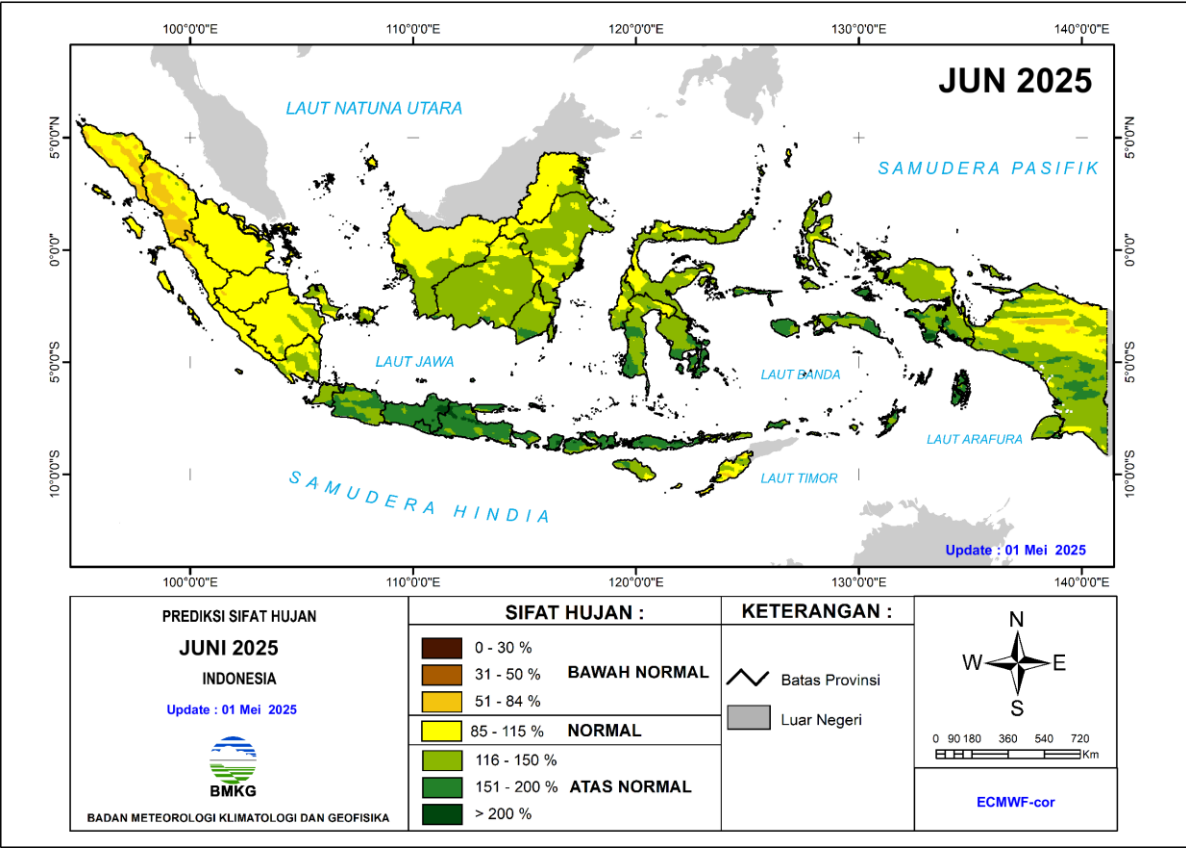 100°0'0"E 110°0'0"E 120°0'0"E 130°0'0"E 140°0'0"E
JUN 2025
LAUT NATUNA UTARA
5°0'0"N
5°0'0"N
SAMUDERA PASIFIK
0°0'0"
0°0'0"
5°0'0"S
5°0'0"S
LAUT JAWA
LAUT BANDA
LAUT ARAFURA
10°0'0"S
10°0'0"S
LAUT TIMOR
SAMUDERA HINDIA
Update : 01 Mei 2025
100°0'0"E 110°0'0"E 120°0'0"E 130°0'0"E 140°0'0"E
PREDIKSI SIFAT HUJAN
JUNI 2025
INDONESIA
Update : 01 Mei 2025
BMKG
BADAN METEOROLOGI KLIMATOLOGI DAN GEOFISIKA
SIFAT HUJAN :
0 - 30 %
31 - 50 % BAWAH NORMAL
51 - 84 %
85 - 115 % NORMAL
116 - 150 %
151 - 200 % ATAS NORMAL
> 200 %
KETERANGAN :
Batas Provinsi
Luar Negeri
N
W E
S
0 90 180 360 540 720
Km
ECMWF-cor